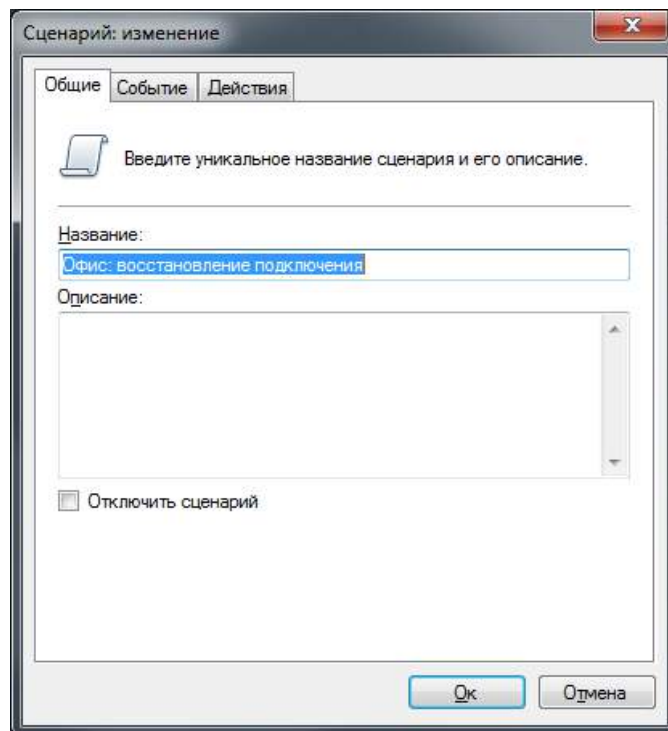 Сценарий: изменение
Общие Событие Действия
Введите уникальное название сценария и его описание.
Название:
Офис: восстановление подключения
Описание:
Отключить сценарий
Ок Отмена